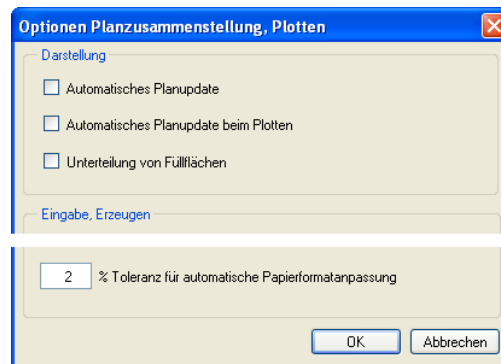 Optionen Planzusammenstellung, Plotten
Darstellung
Automatisches Planupdate
Automatisches Planupdate beim Plotten
Unterteilung von Füllflächen
Eingabe, Erzeugen
2 % Toleranz für automatische Papierformatanpassung
OK Abbrechen